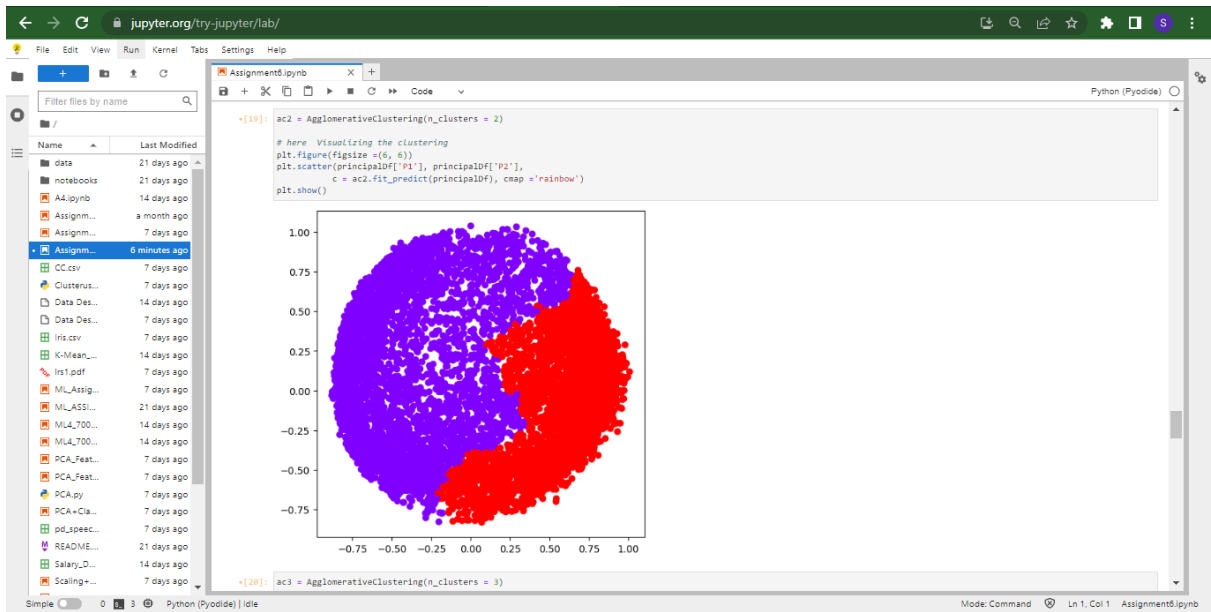 jupyter.org/try-jupyter/lab/
S
File Edit View Run Kernel Tabs Settings Help
Assignment6.ipynb
Filter files by name
Code
Python (Pyodide)
/
Name Last Modified
data 21 days ago
notebooks 21 days ago
A4.ipynb 14 days ago
Assignm... a month ago
Assignm... 7 days ago
Assignm... 6 minutes ago
CC.csv 7 days ago
Clusterus... 7 days ago
Data Des... 14 days ago
Data Des... 7 days ago
Iris.csv 7 days ago
K-Mean_... 14 days ago
lrs1.pdf 7 days ago
ML_Assig... 7 days ago
ML_ASSI... 21 days ago
ML4_700... 14 days ago
ML4_700... 14 days ago
PCA_Feat... 7 days ago
PCA_Feat... 7 days ago
PCA.py 7 days ago
PCA+Cla... 7 days ago
pd_speec... 7 days ago
README.... 21 days ago
Salary_D... 14 days ago
Scaling+... 7 days ago
[19]: ac2 = AgglomerativeClustering(n_clusters = 2)
# here Visualizing the clustering
plt.figure(figsize =(6, 6))
plt.scatter(principalDf['P1'], principalDf['P2'],
c = ac2.fit_predict(principalDf), cmap ='rainbow')
plt.show()
1.00
0.75
0.50
0.25
0.00
−0.25
−0.50
−0.75
−0.75 −0.50 −0.25 0.00 0.25 0.50 0.75 1.00
[20]: ac3 = AgglomerativeClustering(n_clusters = 3)
Simple 0 3 Python (Pyodide) | Idle Mode: Command Ln 1, Col 1 Assignment6.ipynb